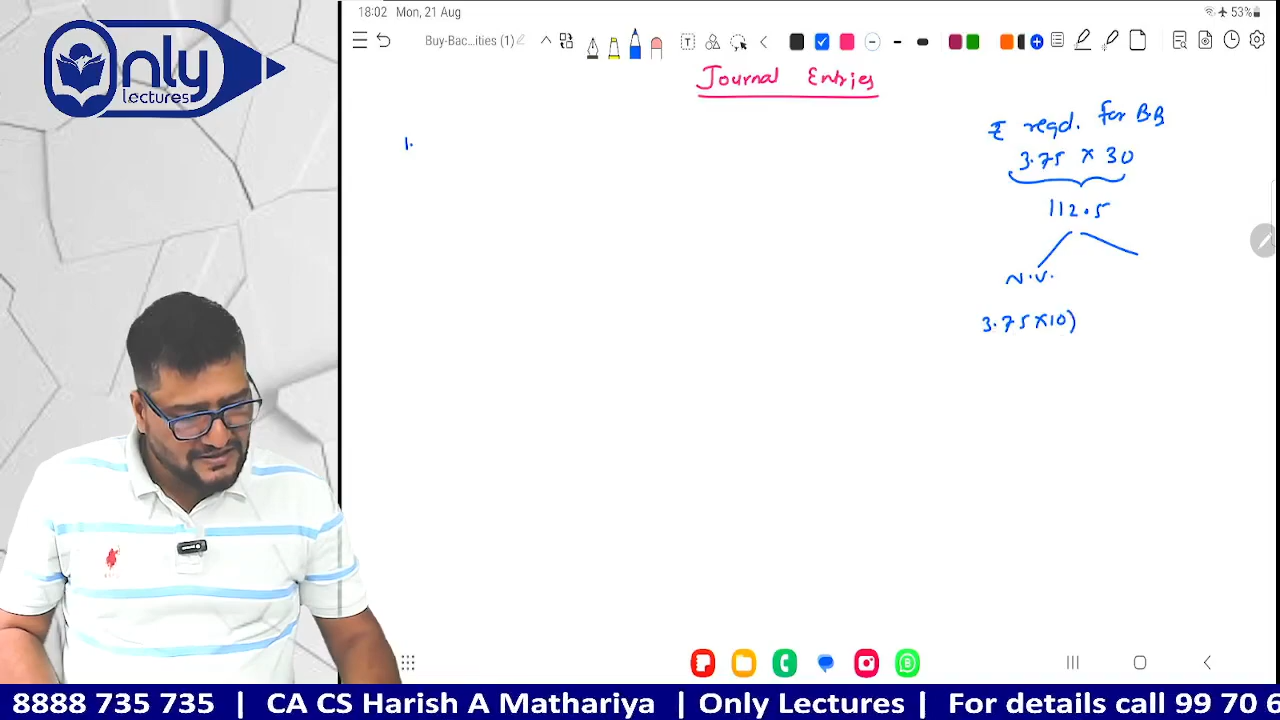 18:02 Mon, 21 Aug
53%
Only
lectures
Buy-Bac...ities (1)
Journal Entries
1.
₹ reqd. for B.B
3.75 × 30
112.5
N.V.
3.75×10)
8888 735 735 | CA CS Harish A Mathariya | Only Lectures | For details call 99 70 6